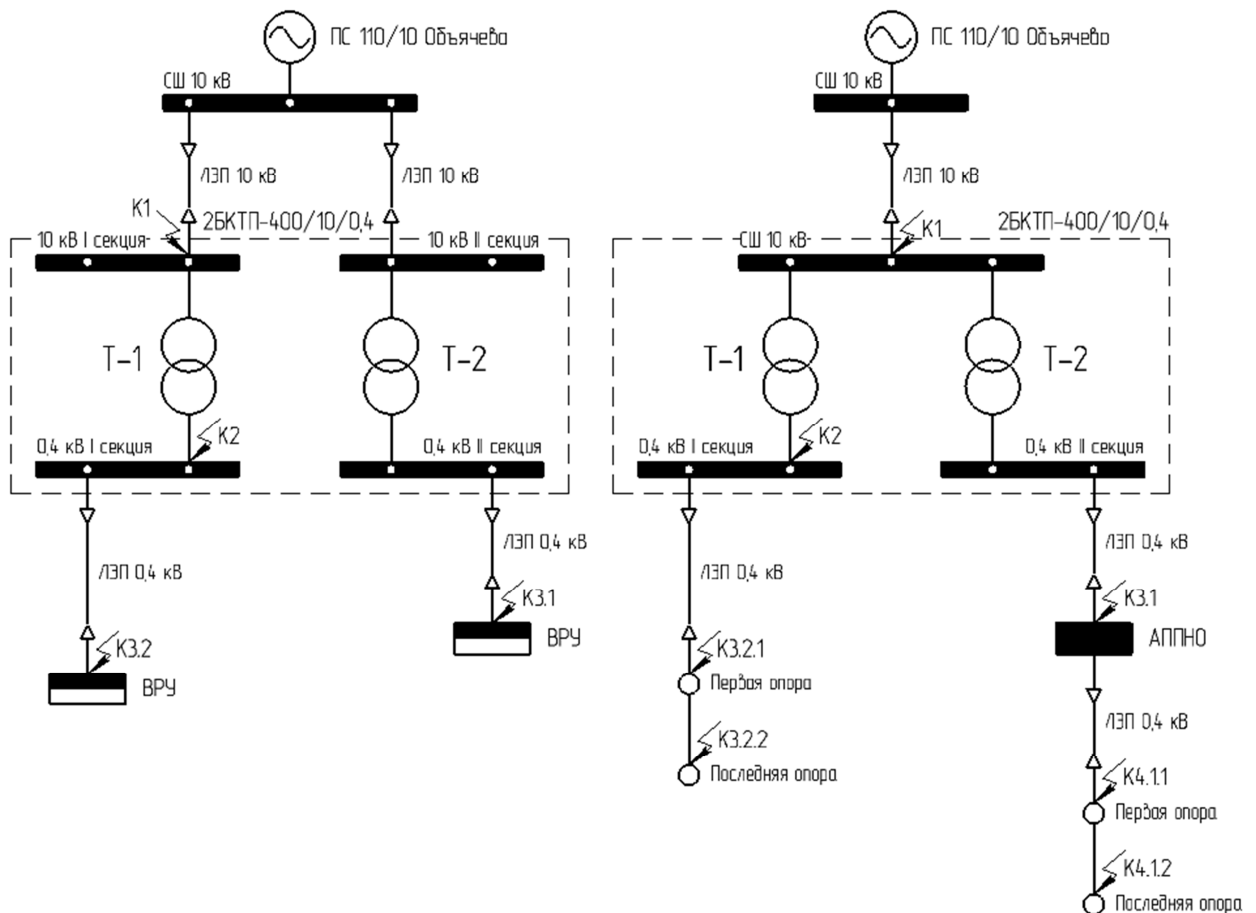 ПС 110/10 Объячево
СШ 10 кВ
ЛЭП 10 кВ
ЛЭП 10 кВ
К1
2БКТП-400/10/0,4
10 кВ I секция
10 кВ II секция
Т-1
Т-2
К2
0,4 кВ I секция
0,4 кВ II секция
ЛЭП 0,4 кВ
ЛЭП 0,4 кВ
К3.1
ВРУ
К3.2
ВРУ
ПС 110/10 Объячево
СШ 10 кВ
ЛЭП 10 кВ
К1
2БКТП-400/10/0,4
СШ 10 кВ
Т-1
Т-2
К2
0,4 кВ I секция
0,4 кВ II секция
ЛЭП 0,4 кВ
ЛЭП 0,4 кВ
К3.1
АППНО
К3.2.1
Первая опора
К3.2.2
Последняя опора
ЛЭП 0,4 кВ
К4.1.1
Первая опора
К4.1.2
Последняя опора